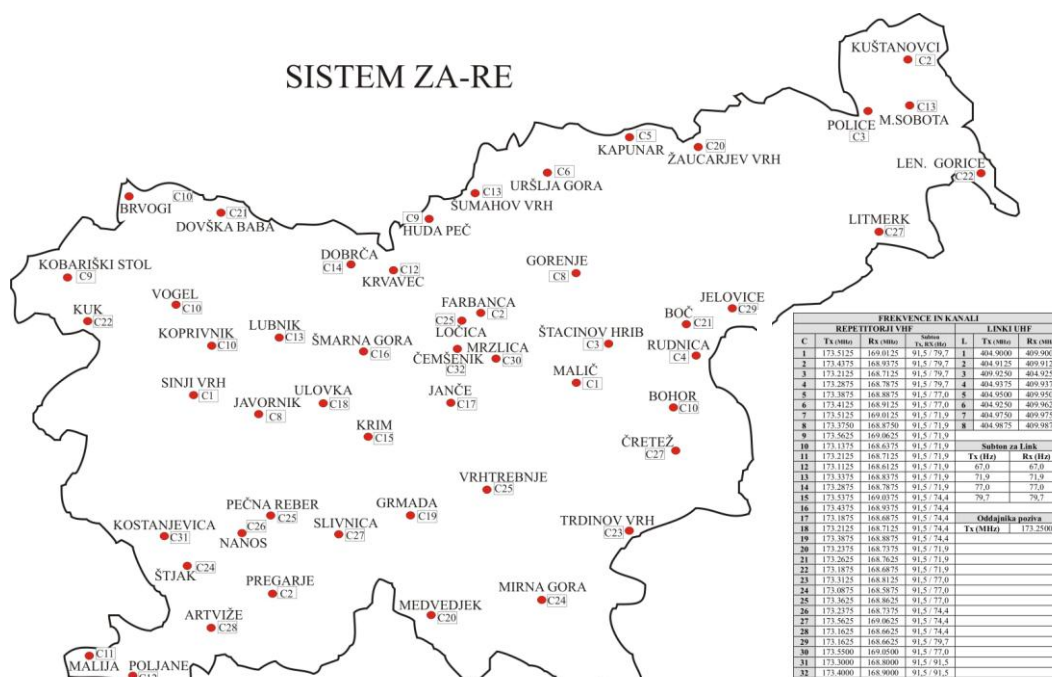 SISTEM ZA-RE
KUŠTANOVCI
C2
C13
M.SOBOTA
POLICE
C3
C5
KAPUNAR
C20
ŽAUCARJEV VRH
LEN. GORICE
C22
C6
URŠLJA GORA
C13
ŠUMAHOV VRH
C10
BRVOGI
C21
DOVŠKA BABA
C9
HUDA PEČ
LITMERK
C27
DOBRČA
C14
C12
KRVAVEC
GORENJE
C8
KOBARIŠKI STOL
C9
VOGEL
C10
KUK
C22
FARBANCA
C2
C25
LOČICA
JELOVICE
C29
BOČ
C21
KOPRIVNIK
C10
LUBNIK
C13
ŠMARNA GORA
C16
MRZLICA
C30
ČEMŠENIK
C32
ŠTACINOV HRIB
C3
RUDNICA
C4
MALIČ
C1
SINJI VRH
C1
JAVORNIK
C8
ULOVKA
C18
JANČE
C17
BOHOR
C10
KRIM
C15
ČRETEŽ
C27
VRHTREBNJE
C25
PEČNA REBER
C25
C26
NANOS
GRMADA
C19
SLIVNICA
C27
KOSTANJEVICA
C31
TRDINOV VRH
C23
C24
ŠTJAK
PREGARJE
C2
MIRNA GORA
C24
MEDVEDJEK
C20
ARTVIŽE
C28
C11
MALIJA
POLJANE
FREKVENCE IN KANALI
REPETITORJI VHF LINKI UHF
C Tx (MHz) Rx (MHz) Subton Tx, RX (Hz) L Tx (MHz) Rx (MHz)
1 173.5125 169.0125 91,5 / 79,7 1 404.9000
2 173.4375 168.9375 91,5 / 79,7 2 404.9125
3 173.2125 168.7125 91,5 / 79,7 3 409.9250
4 173.2875 168.7875 91,5 / 79,7 4 404.9375
5 173.3875 168.8875 91,5 / 77,0 5 404.9500
6 173.4125 168.9125 91,5 / 77,0 6 404.9250
7 173.5125 169.0125 91,5 / 71,9 7 404.9750
8 173.3750 168.8750 91,5 / 71,9 8 404.9875
9 173.5625 169.0625 91,5 / 71,9
10 173.1375 168.6375 91,5 / 71,9 Subton za Link
11 173.2125 168.7125 91,5 / 71,9 Tx (Hz) Rx (Hz)
12 173.1125 168.6125 91,5 / 71,9 67,0 67,0
13 173.3375 168.8375 91,5 / 71,9 71,9 71,9
14 173.2875 168.7875 91,5 / 71,9 77,0 77,0
15 173.5375 169.0375 91,5 / 74,4 79,7 79,7
16 173.4375 168.9375 91,5 / 74,4
17 173.1875 168.6875 91,5 / 74,4 Oddajnika poziva
18 173.2125 168.7125 91,5 / 74,4 Tx (MHz) 173.2500
19 173.3875 168.8875 91,5 / 74,4
20 173.2375 168.7375 91,5 / 71,9
21 173.2625 168.7625 91,5 / 71,9
22 173.1875 168.6875 91,5 / 71,9
23 173.3125 168.8125 91,5 / 77,0
24 173.0875 168.5875 91,5 / 77,0
25 173.3625 168.8625 91,5 / 77,0
26 173.2375 168.7375 91,5 / 74,4
27 173.5625 169.0625 91,5 / 74,4
28 173.1625 168.6625 91,5 / 74,4
29 173.1625 168.6625 91,5 / 79,7
30 173.5500 169.0500 91,5 / 77,0
31 173.3000 168.8000 91,5 / 91,5
32 173.4000 168.9000 91,5 / 91,5